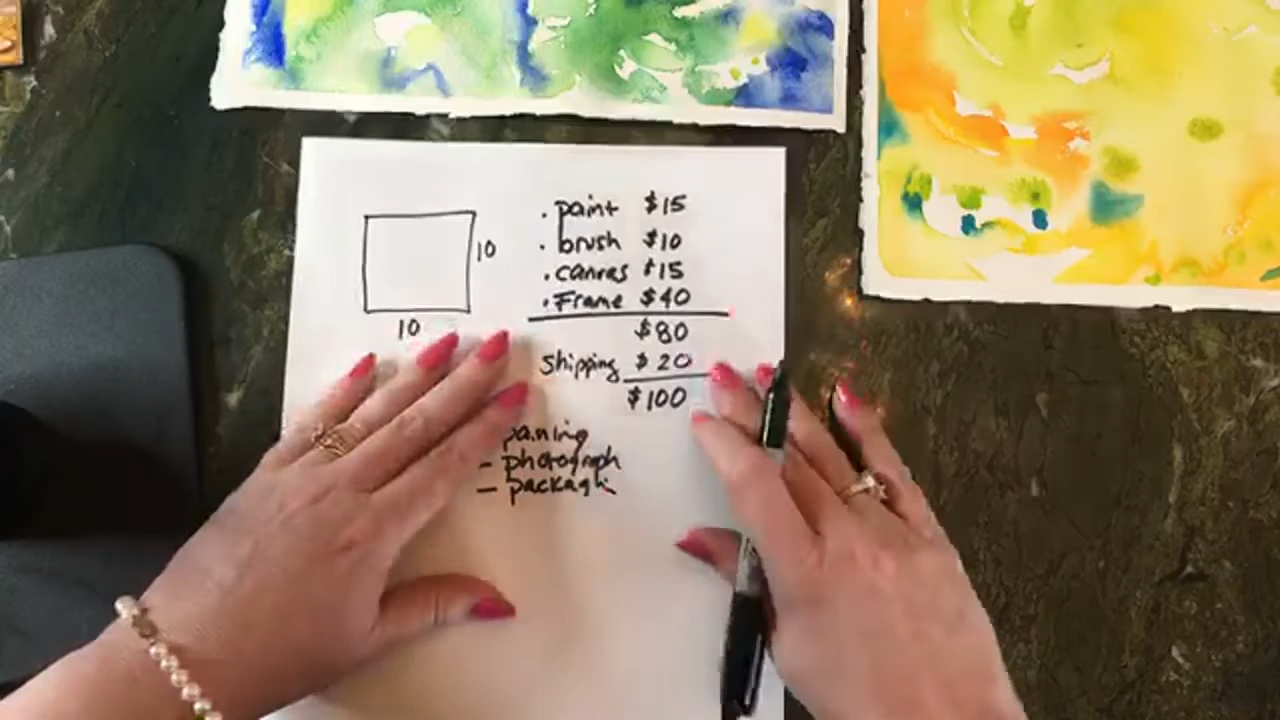 . paint $15
. brush $10
. canvas $15
. Frame $40
$80
Shipping $20
$100
10
10
- photograph
- packagi